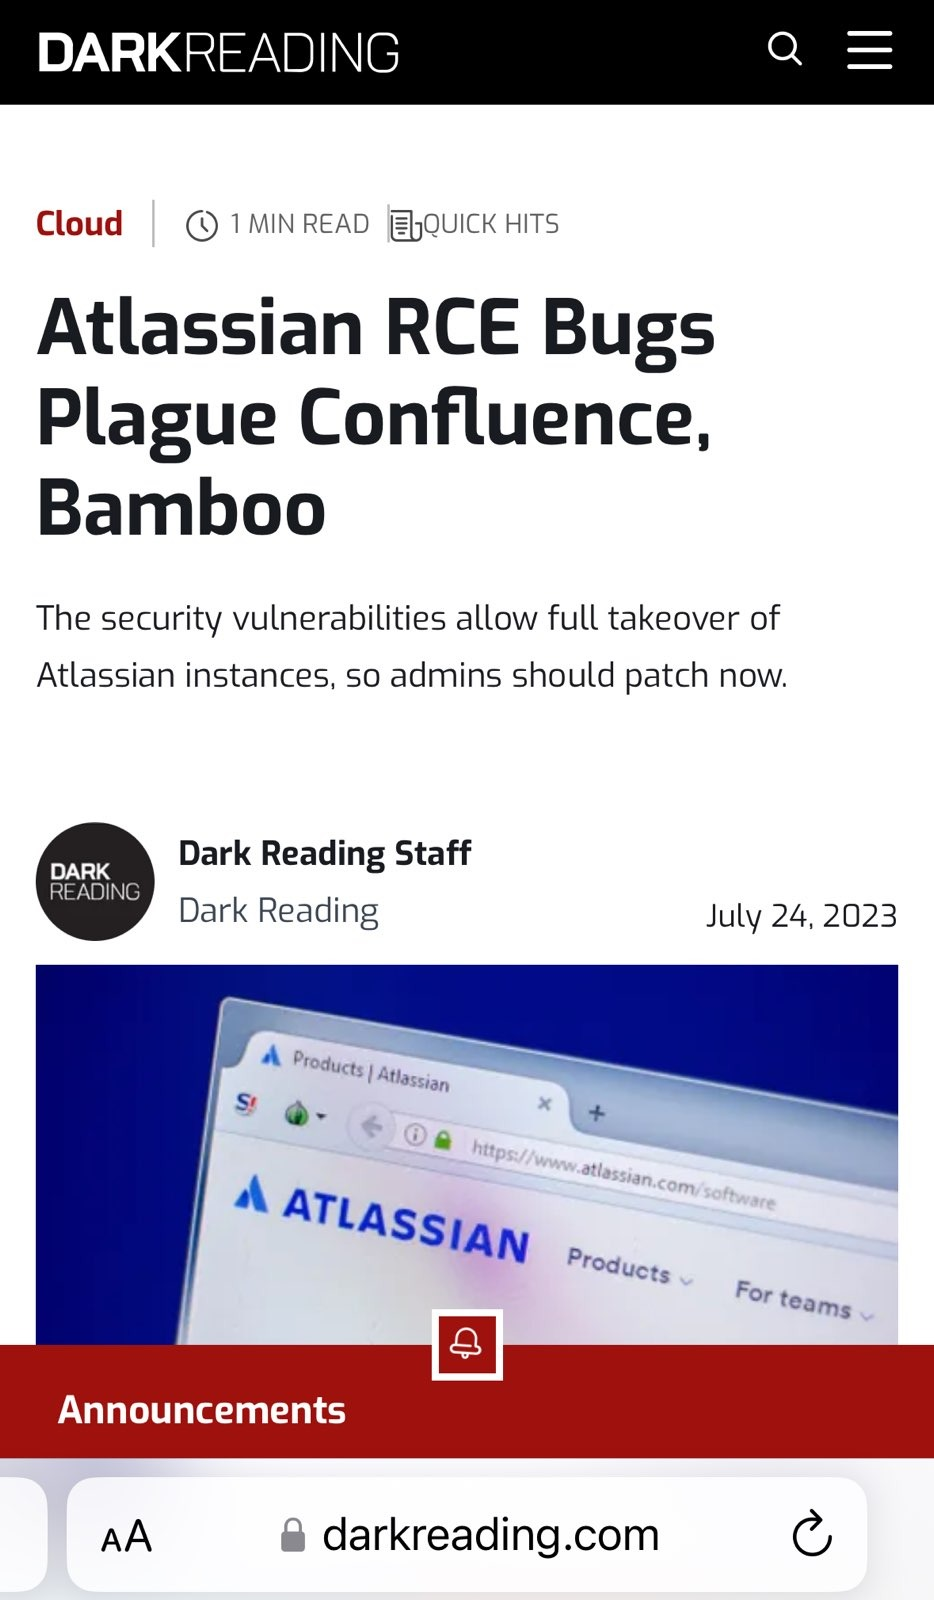 DARKREADING
Cloud
1 MIN READ
QUICK HITS
Atlassian RCE Bugs
Plague Confluence,
Bamboo
The security vulnerabilities allow full takeover of
Atlassian instances, so admins should patch now.
DARK
READING
Dark Reading Staff
Dark Reading
July 24, 2023
Products | Atlassian
S!
https://www.atlassian.com/software
ATLASSIAN
Products
For teams
Announcements
AA
darkreading.com